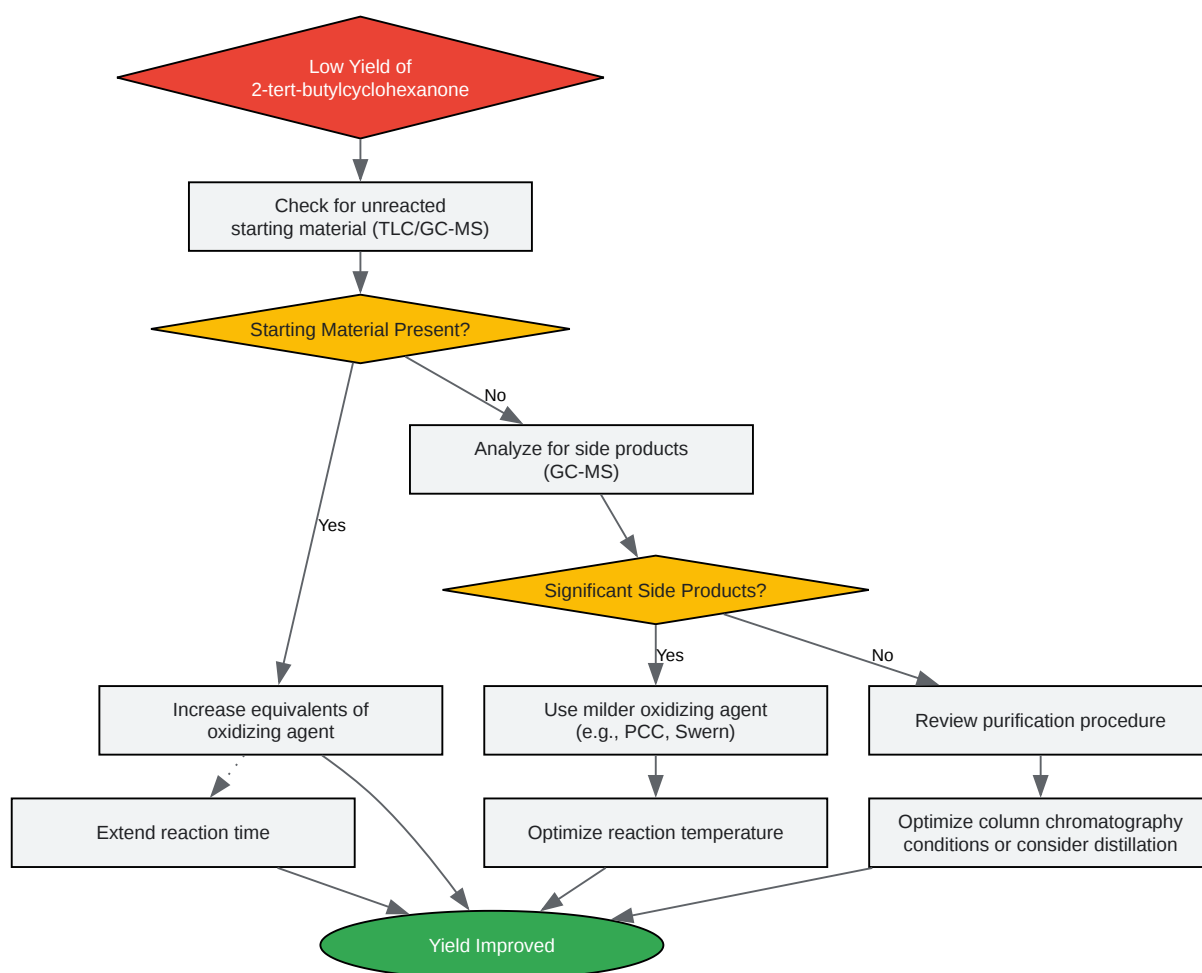 Low Yield of
2-tert-butylcyclohexanone
Check for unreacted
starting material (TLC/GC-MS)
Starting Material Present?
No
Analyze for side products
(GC-MS)
Yes
Significant Side Products?
Yes
No
Increase equivalents of
oxidizing agent
Use milder oxidizing agent
(e.g., PCC, Swern)
Review purification procedure
Extend reaction time
Optimize reaction temperature
Optimize column chromatography
conditions or consider distillation
Yield Improved